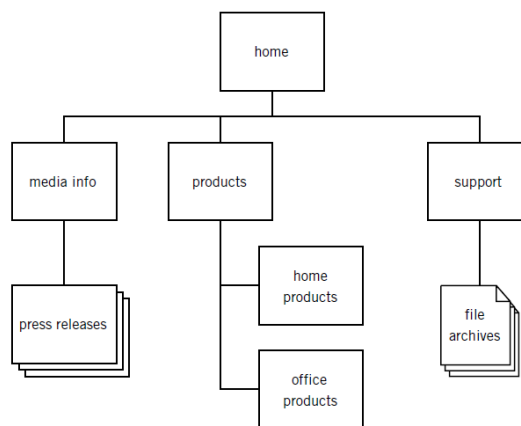 home
media info
products
support
home
products
press releases
file
archives
office
products